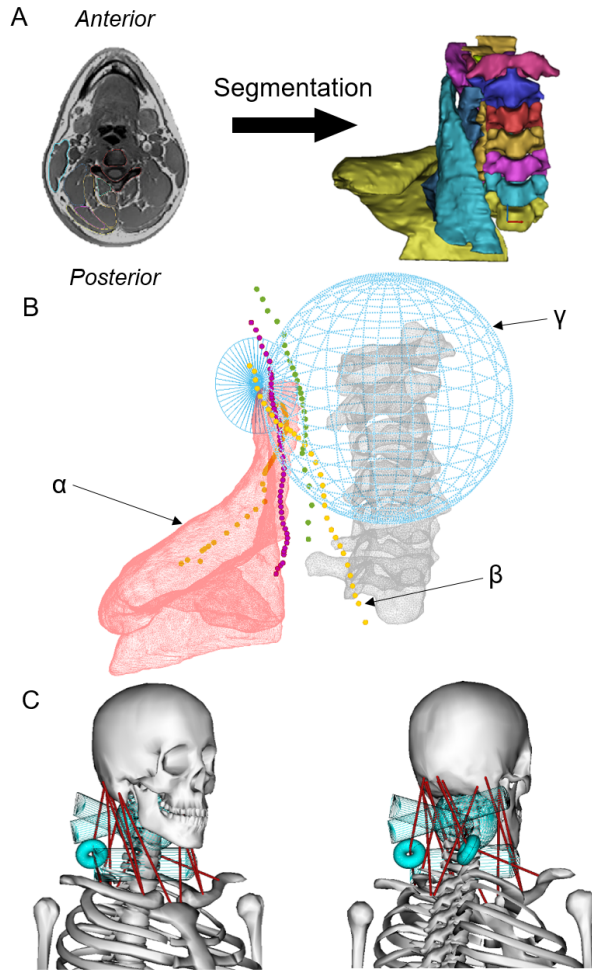 A
Anterior
Segmentation
Posterior
B
γ
α
β
C